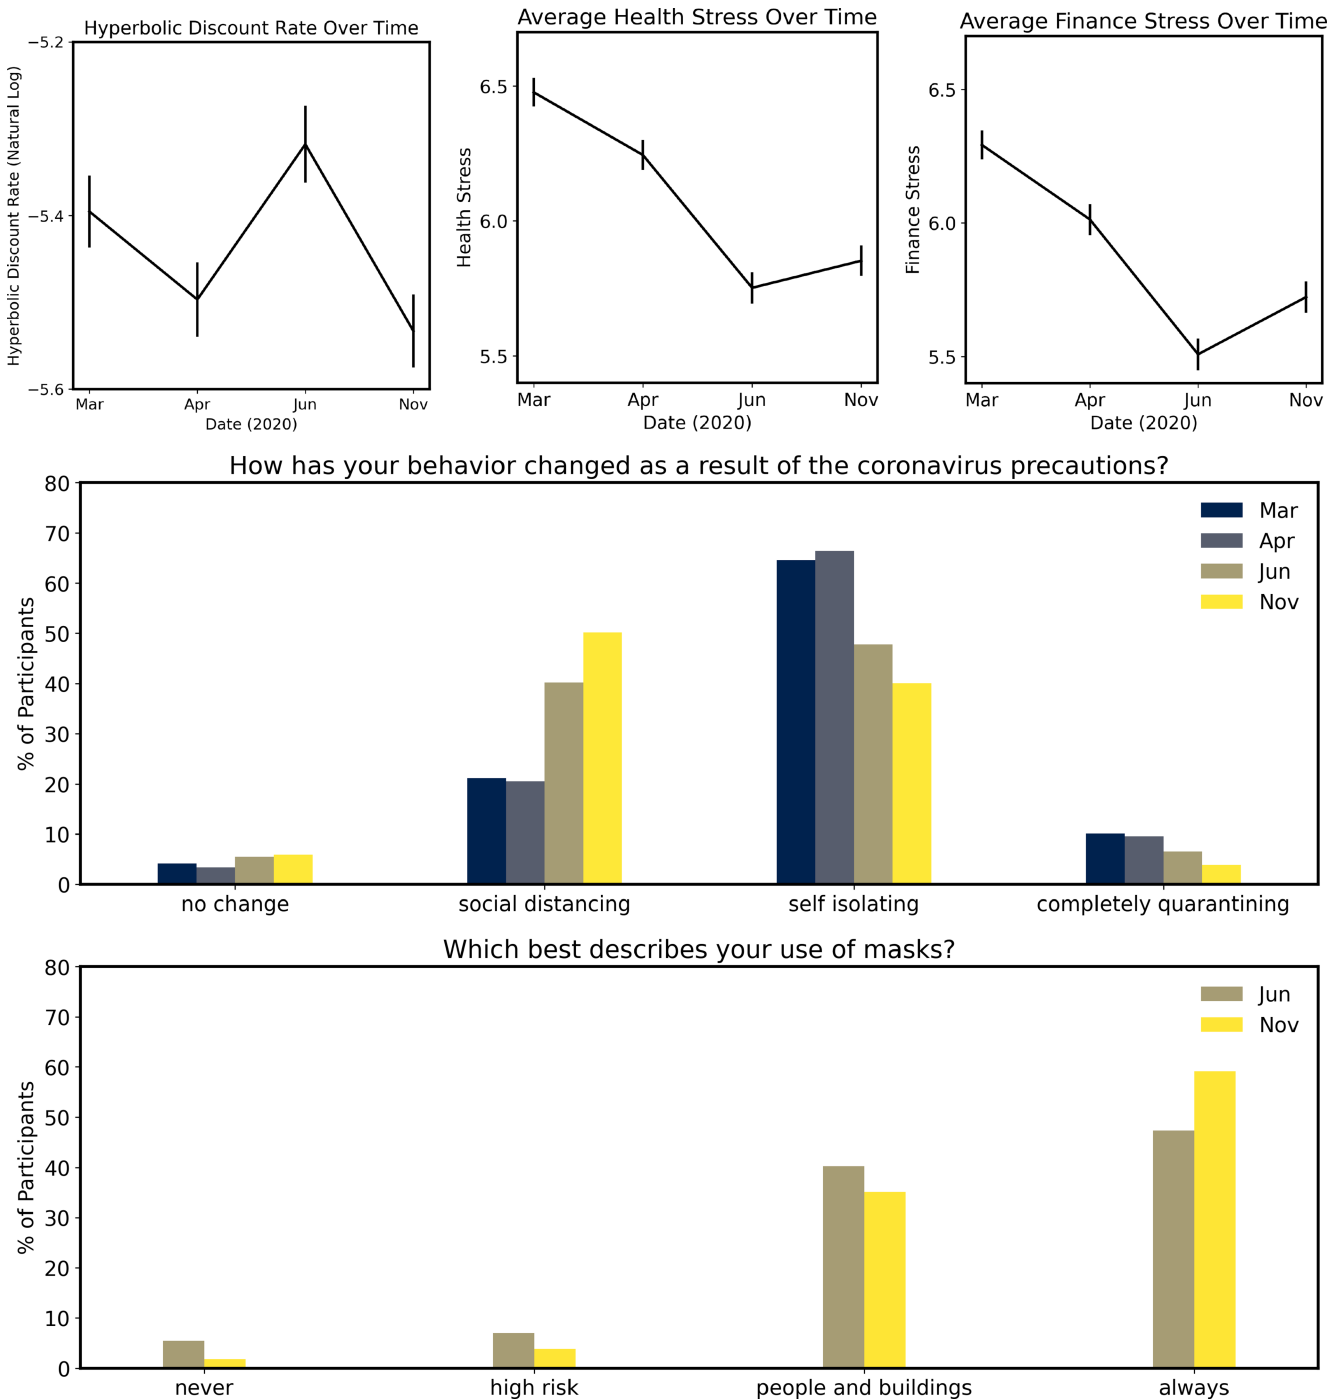 Hyperbolic Discount Rate Over Time
Hyperbolic Discount Rate (Natural Log)
−5.2
−5.4
−5.6
Mar Apr Jun Nov
Date (2020)
Average Health Stress Over Time
Health Stress
6.5
6.0
5.5
Mar Apr Jun Nov
Date (2020)
Average Finance Stress Over Time
Finance Stress
6.5
6.0
5.5
Mar Apr Jun Nov
Date (2020)
How has your behavior changed as a result of the coronavirus precautions?
% of Participants
80
70
60
50
40
30
20
10
0
Mar
Apr
Jun
Nov
no change social distancing self isolating completely quarantining
Which best describes your use of masks?
% of Participants
80
70
60
50
40
30
20
10
0
Jun
Nov
never high risk people and buildings always